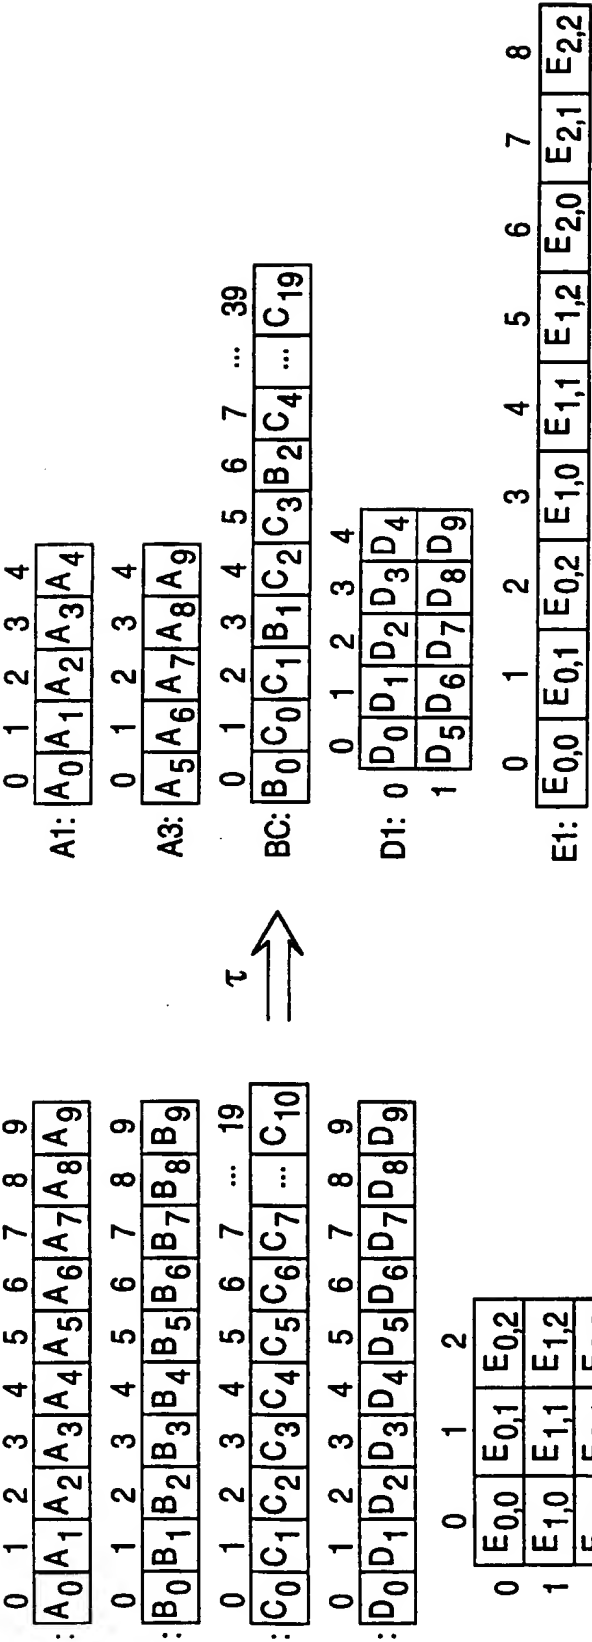 0 1 2 3 4 5 6 7 8 9
: A0 A1 A2 A3 A4 A5 A6 A7 A8 A9
0 1 2 3 4 5 6 7 8 9
: B0 B1 B2 B3 B4 B5 B6 B7 B8 B9
0 1 2 3 4 5 6 7 ... 19
: C0 C1 C2 C3 C4 C5 C6 C7 ... C10
0 1 2 3 4 5 6 7 8 9
: D0 D1 D2 D3 D4 D5 D6 D7 D8 D9
0 1 2
0 E0,0 E0,1 E0,2
1 E1,0 E1,1 E1,2
τ
0 1 2 3 4
A1: A0 A1 A2 A3 A4
0 1 2 3 4
A3: A5 A6 A7 A8 A9
0 1 2 3 4 5 6 7 ... 39
BC: B0 C0 C1 B1 C2 C3 B2 C4 ... C19
0 1 2 3 4
D1: 0 D0 D1 D2 D3 D4
1 D5 D6 D7 D8 D9
0 1 2 3 4 5 6 7 8
E1: E0,0 E0,1 E0,2 E1,0 E1,1 E1,2 E2,0 E2,1 E2,2